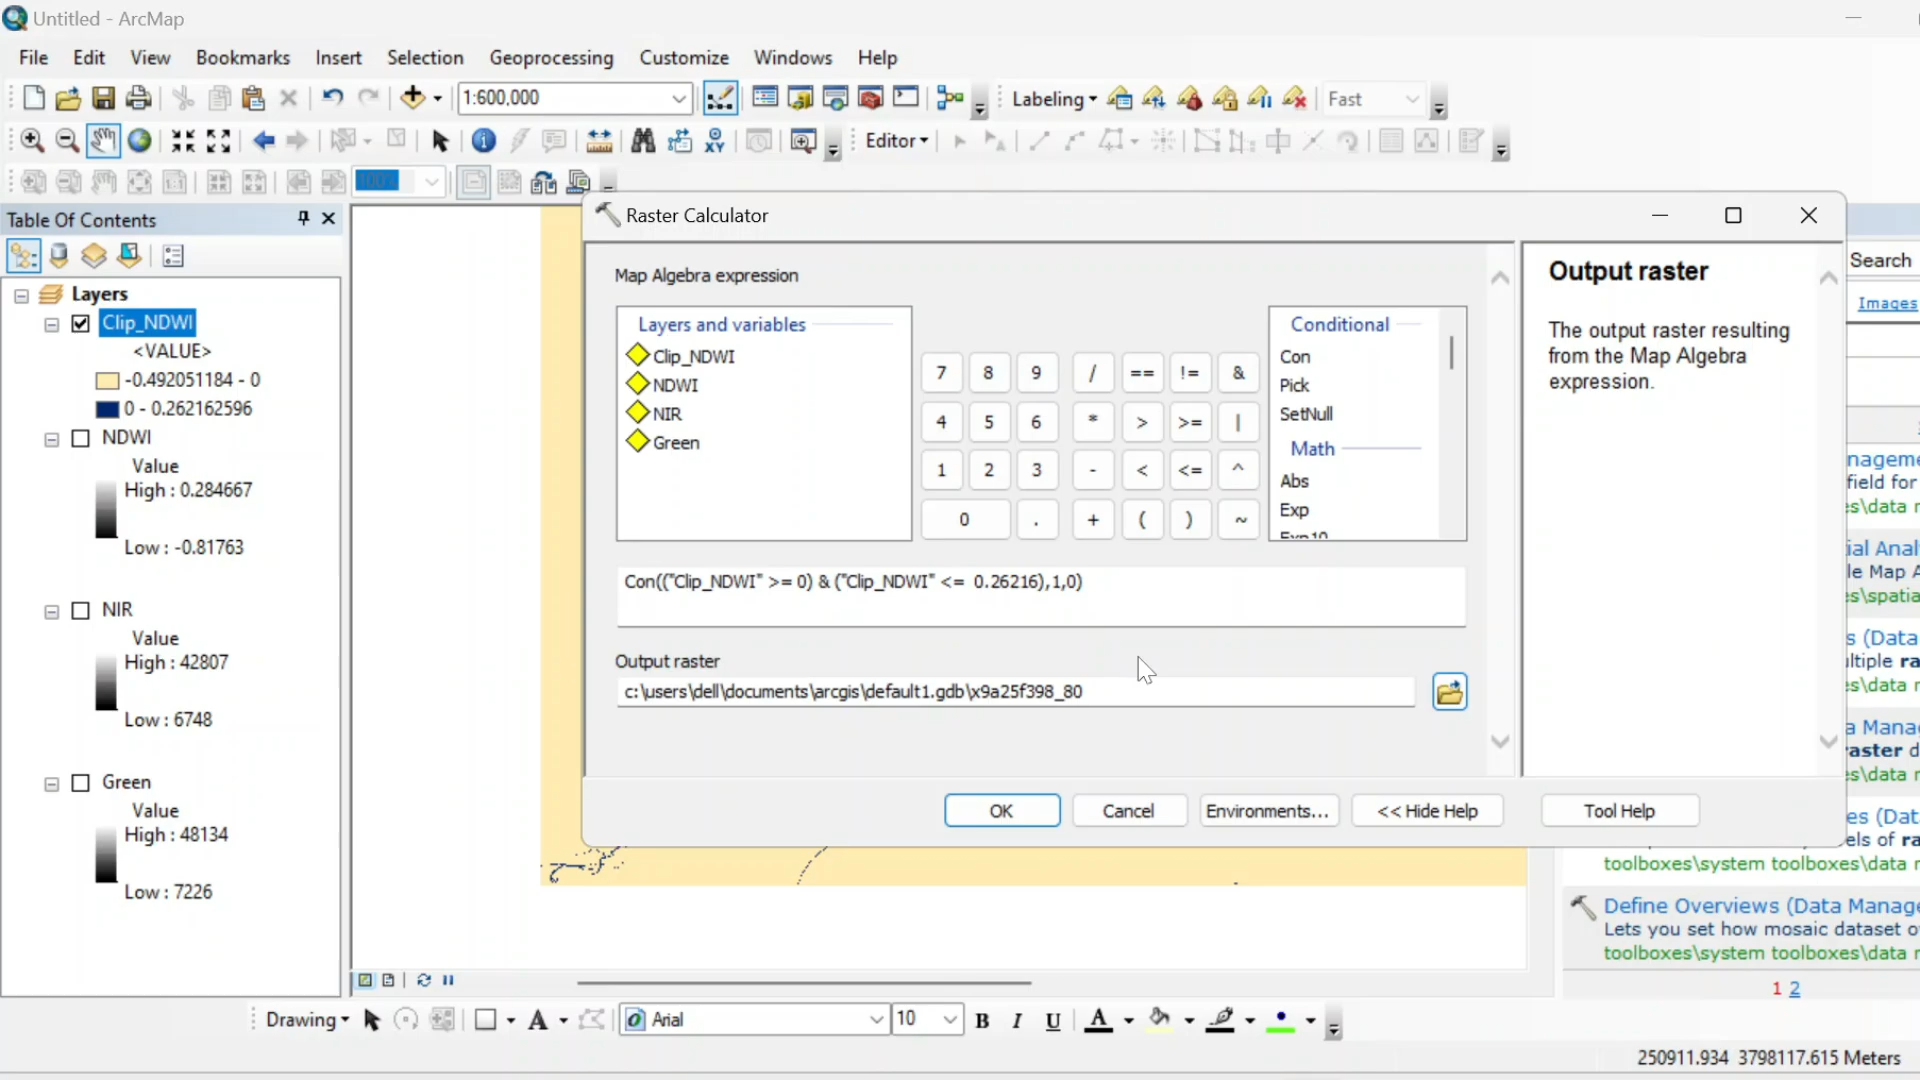 Untitled - ArcMap
File Edit View Bookmarks Insert Selection Geoprocessing Customize Windows Help
1:600,000
Labeling
Fast
Editor
Table Of Contents
Layers
Clip_NDWI
<VALUE>
-0.492051184 - 0
0 - 0.262162596
NDWI
Value
High : 0.284667
Low : -0.81763
NIR
Value
High : 42807
Low : 6748
Green
Value
High : 48134
Low : 7226
Raster Calculator
Map Algebra expression
Layers and variables
Clip_NDWI
NDWI
NIR
Green
7 8 9 / == != &
4 5 6 * > >= |
1 2 3 - < <= ^
0 . + ( ) ~
Conditional
Con
Pick
SetNull
Math
Abs
Exp
Exp10
Con(("Clip_NDWI" >= 0) & ("Clip_NDWI" <= 0.26216),1,0)
Output raster
c:\users\dell\documents\arcgis\default1.gdb\x9a25f398_80
OK Cancel Environments... << Hide Help Tool Help
Output raster
The output raster resulting
from the Map Algebra
expression.
Search
Images
toolboxes\system toolboxes\data
Define Overviews (Data Manage
Lets you set how mosaic dataset
toolboxes\system toolboxes\data
1 2
Drawing
Arial
10
B I U A
250911.934 3798117.615 Meters